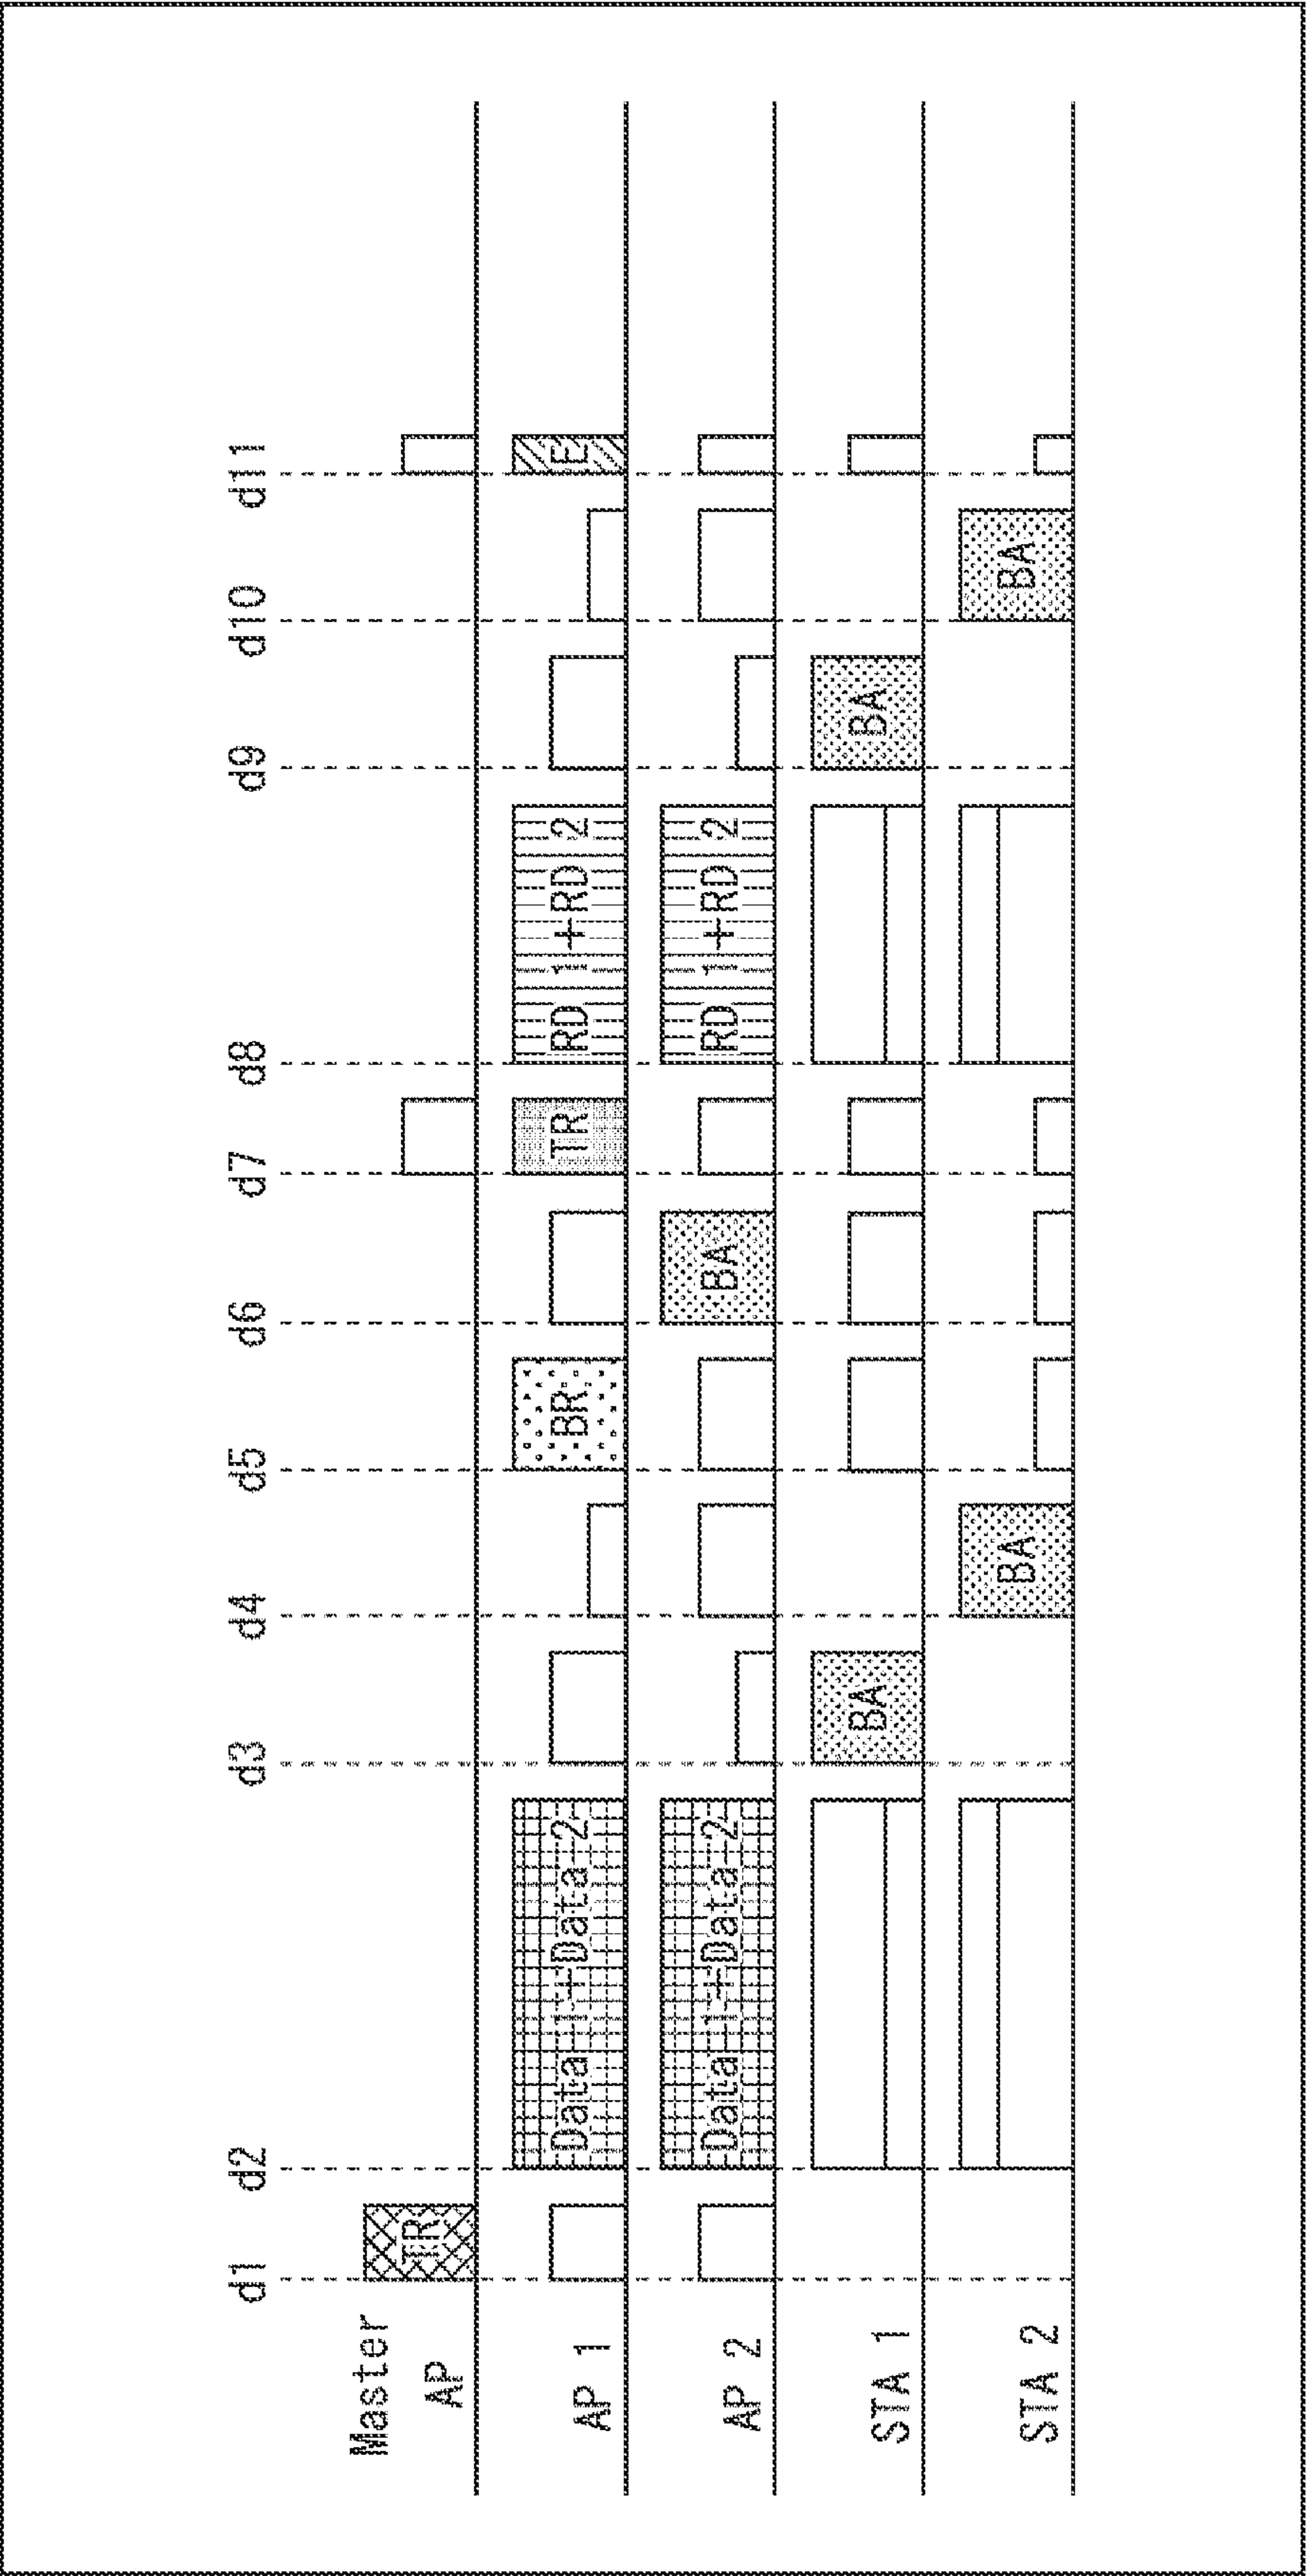 d1 d2 d3 d4 d5 d6 d7 d8 d9 d10 d11
Master
AP
TR
AP 1
Data 1+Data 2
BR
TR
RD 1+RD 2
E
AP 2
Data 1+Data 2
BA
RD 1+RD 2
STA 1
BA
BA
STA 2
BA
BA